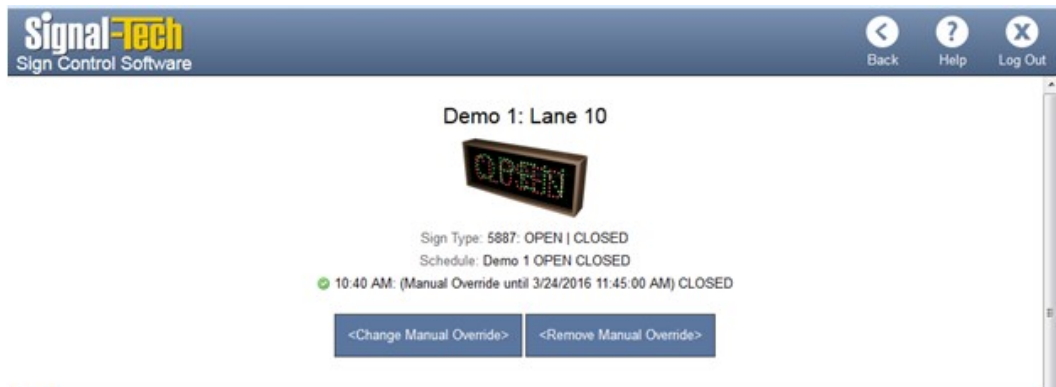 Signal-Tech
Sign Control Software
Back
Help
Log Out
Demo 1: Lane 10
OPEN
Sign Type: 5887: OPEN | CLOSED
Schedule: Demo 1 OPEN CLOSED
10:40 AM: (Manual Override until 3/24/2016 11:45:00 AM) CLOSED
<Change Manual Override> <Remove Manual Override>